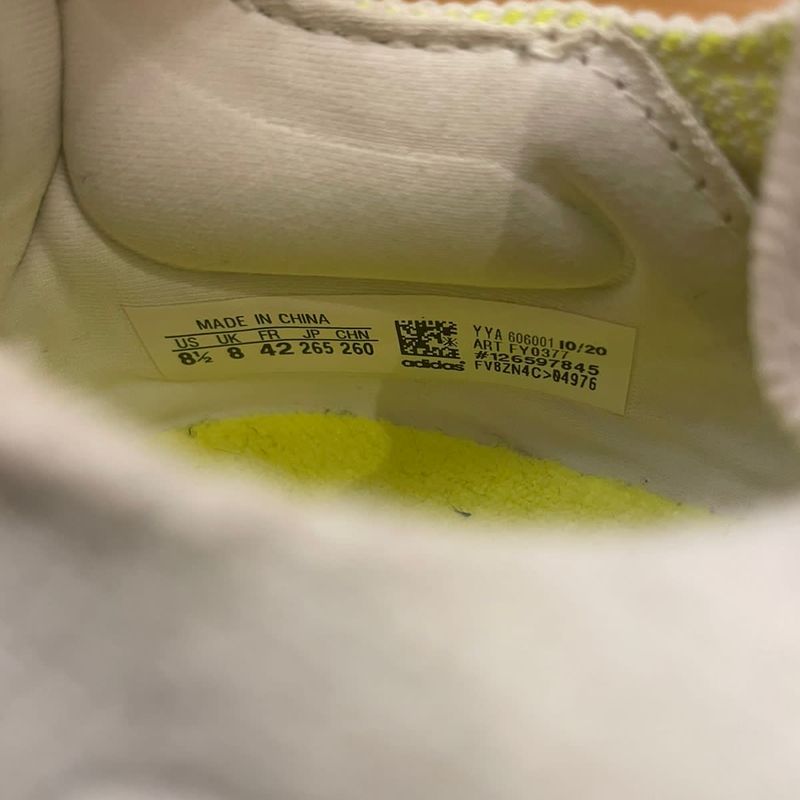 MADE IN CHINA
US UK FR JP CHN
8½ 8 42 265 260
adidas
YYA 606001 10/20
ART FY0377
#126597845
FV8ZN4C>04976